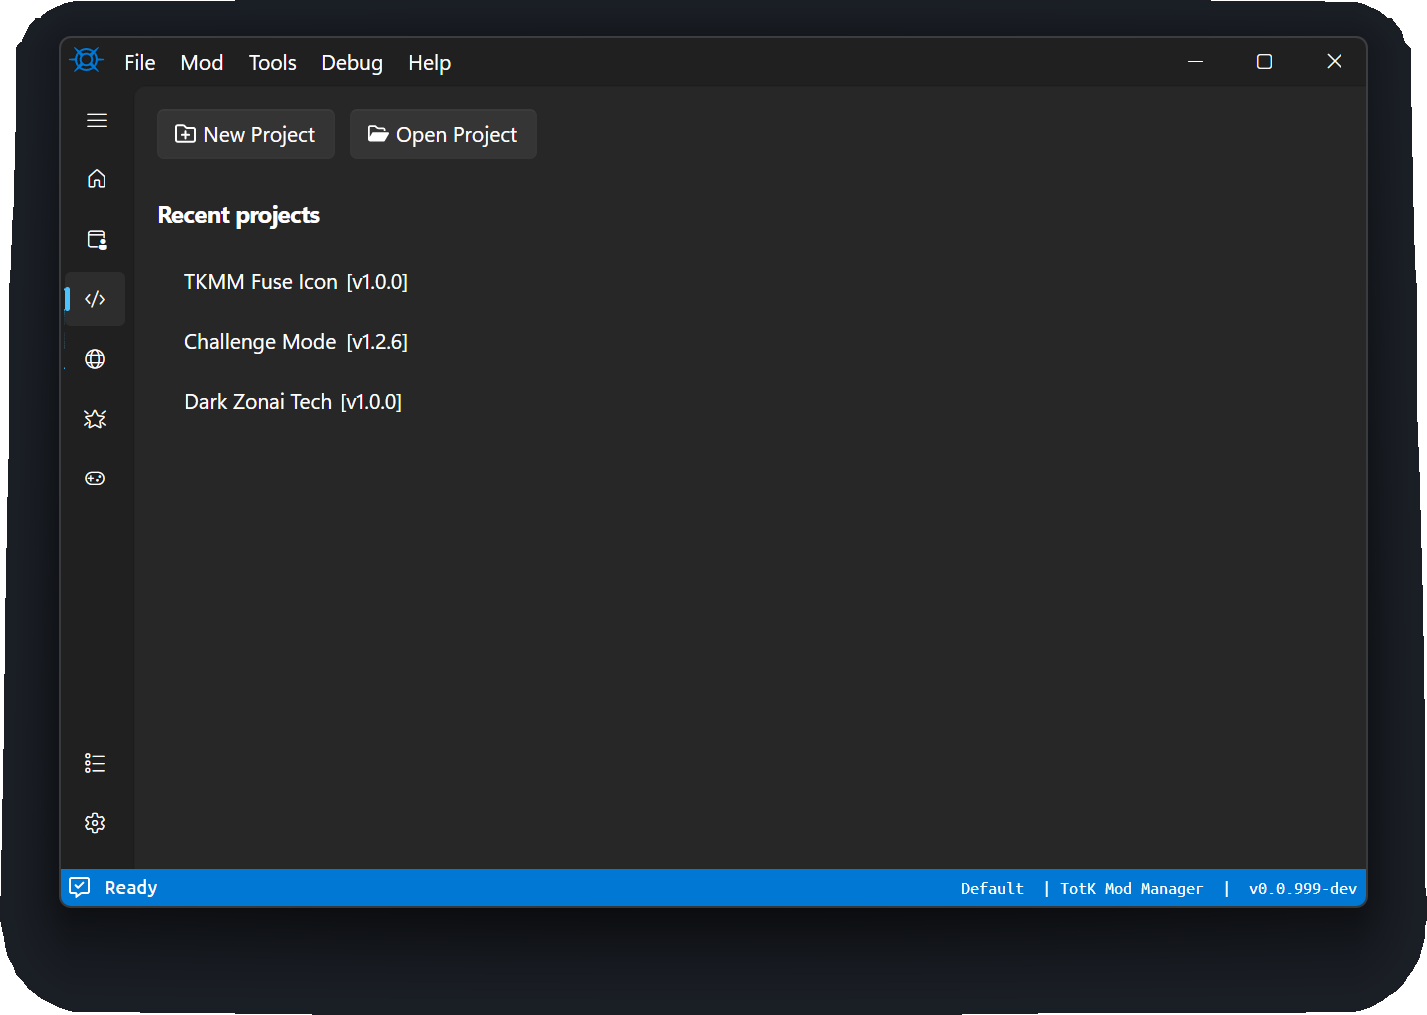 File Mod Tools Debug Help
New Project Open Project
Recent projects
TKMM Fuse Icon [v1.0.0]
Challenge Mode [v1.2.6]
Dark Zonai Tech [v1.0.0]
Ready Default | TotK Mod Manager | v0.0.999-dev